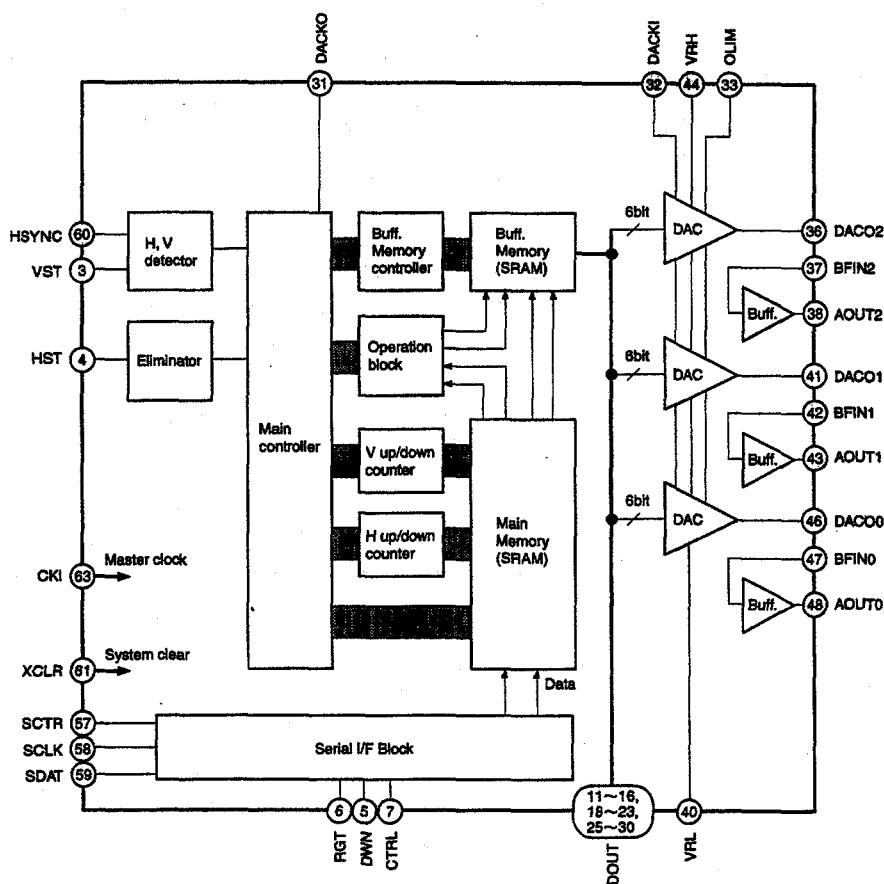 DACKO
DACKI
VRH
OLIM
31
32
44
33
HSYNC
60
VST
3
H, V
detector
Buff.
Memory
controller
Buff.
Memory
(SRAM)
6bit
DAC
36
DACO2
37
BFIN2
Buff.
38
AOUT2
HST
4
Eliminator
Operation
block
6bit
DAC
41
DACO1
42
BFIN1
Buff.
43
AOUT1
Main
controller
V up/down
counter
H up/down
counter
Main
Memory
(SRAM)
6bit
DAC
46
DACO0
47
BFIN0
Buff.
48
AOUT0
CKI
63
Master clock
XCLR
61
System clear
Data
SCTR
57
SCLK
58
SDAT
59
Serial I/F Block
6
5
7
RGT
DWN
CTRL
11~16,
18~23,
25~30
DOUT
40
VRL